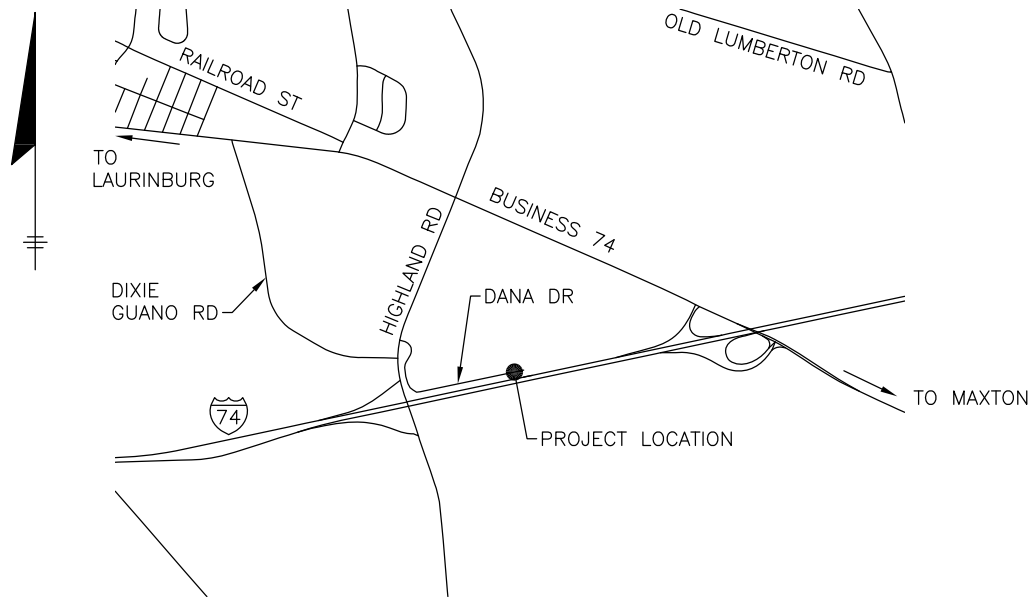 OLD LUMBERTON RD
RAILROAD ST
TO
LAURINBURG
BUSINESS 74
HIGHLAND RD
DIXIE
GUANO RD
DANA DR
TO MAXTON
74
PROJECT LOCATION